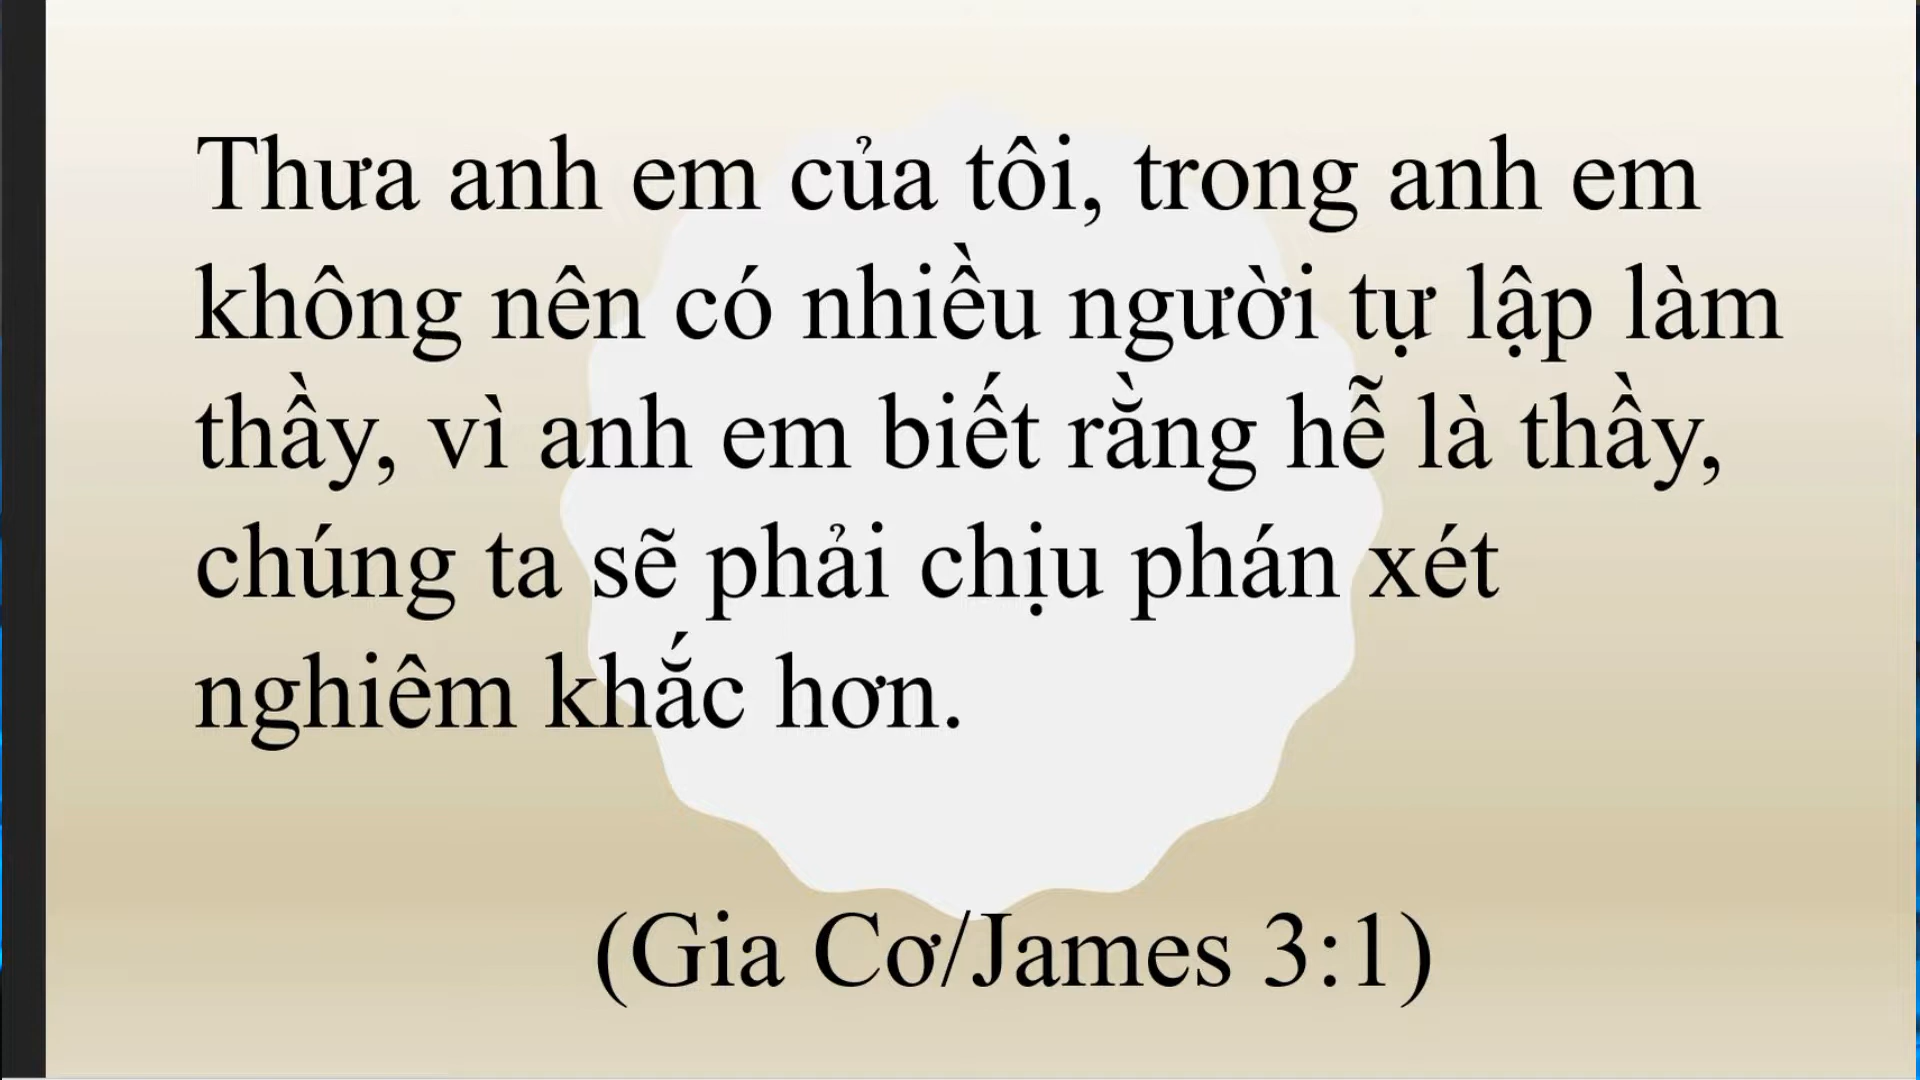 Thưa anh em của tôi, trong anh em
không nên có nhiều người tự lập làm
thầy, vì anh em biết rằng hễ là thầy,
chúng ta sẽ phải chịu phán xét
nghiêm khắc hơn.
(Gia Cơ/James 3:1)